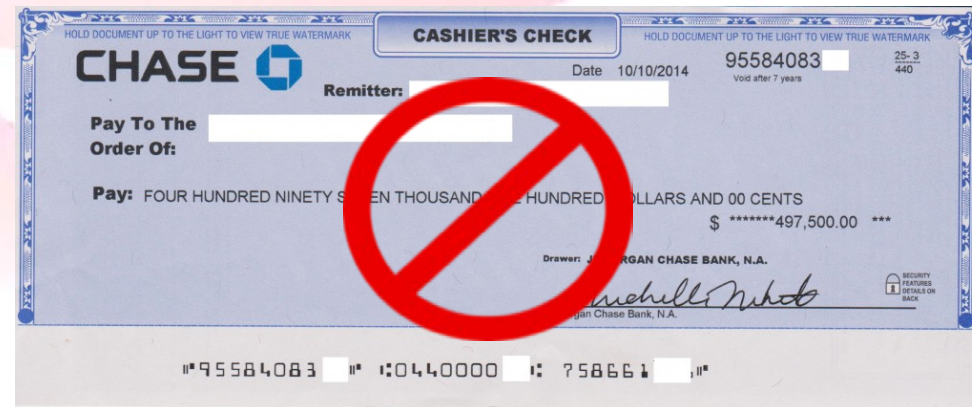 HOLD DOCUMENT UP TO THE LIGHT TO VIEW TRUE WATERMARK CASHIER'S CHECK HOLD DOCUMENT UP TO THE LIGHT TO VIEW TRUE WATERMARK
CHASE
Date 10/10/2014
95584083
Void after 7 years
25- 3
440
Remitter:
Pay To The
Order Of:
Pay: FOUR HUNDRED NINETY THOUSAND HUNDRED DOLLARS AND 00 CENTS
$ *******497,500.00 ***
Drawer: CHASE BANK, N.A.
SECURITY
FEATURES
DETAILS ON
BACK
Chase Bank, N.A.
⑈95584083 ⑈ ⑆0440000 ⑆ 758661 ⑈